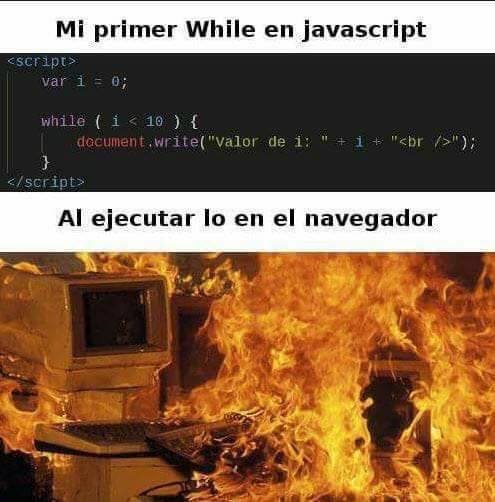 Mi primer While en javascript
<script>
var i = 0;
while ( i < 10 ) {
document.write("Valor de i: " + i + "<br />");
}
</script>
Al ejecutar lo en el navegador